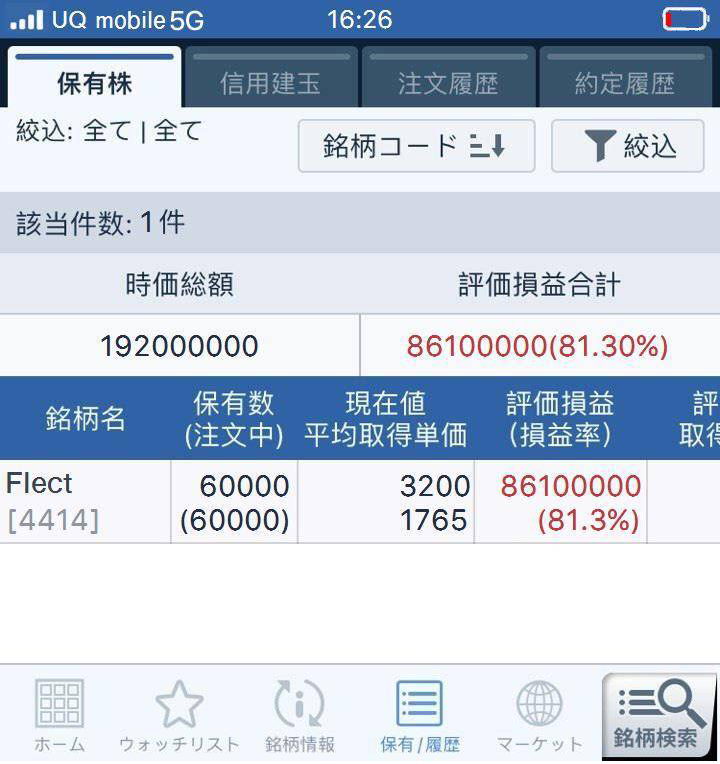 UQ mobile 5G 16:26
保有株 信用建玉 注文履歴 約定履歴
絞込: 全て | 全て 銘柄コード 絞込
該当件数: 1件
時価総額 評価損益合計
192000000 86100000(81.30%)
銘柄名 保有数 現在値 評価損益 評
(注文中) 平均取得単価 (損益率) 取得
Flect 60000 3200 86100000
[4414] (60000) 1765 (81.3%)
ホーム ウォッチリスト 銘柄情報 保有/履歴 マーケット 銘柄検索